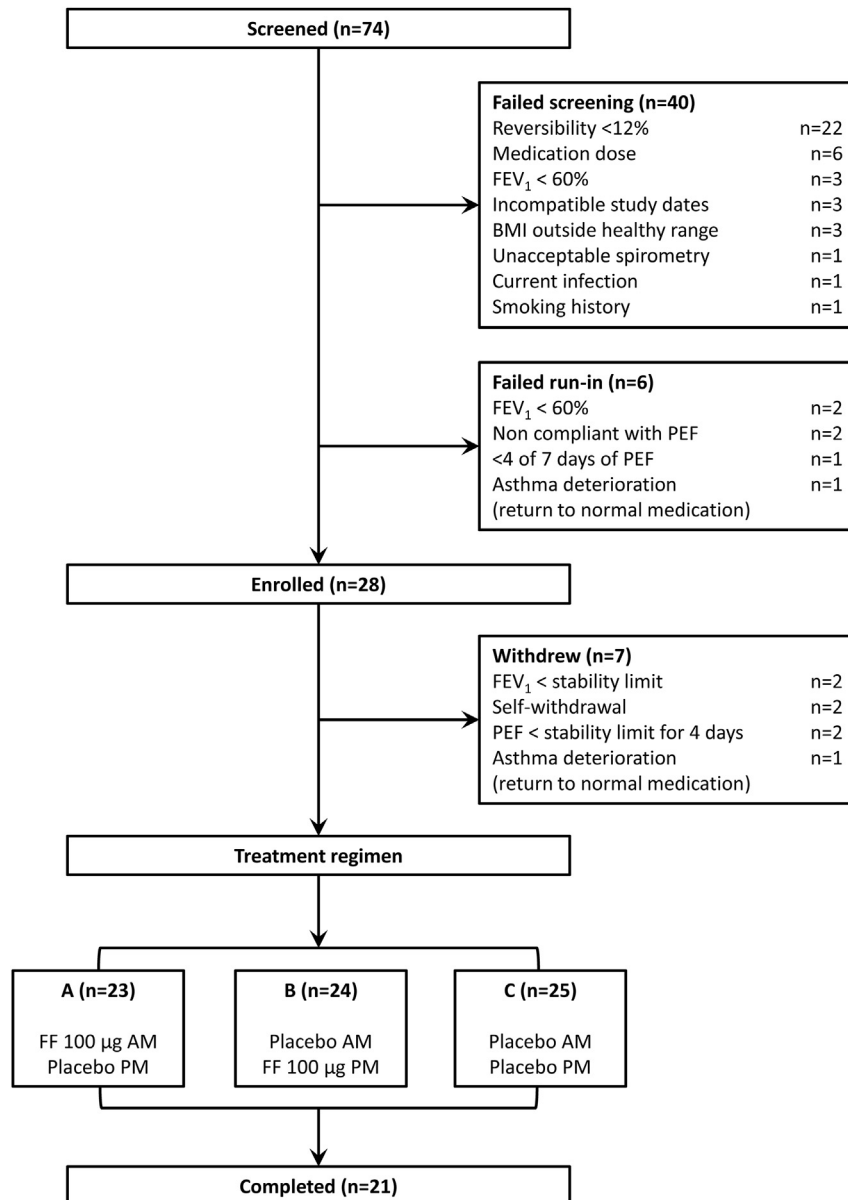 Screened (n=74)
Failed screening (n=40)
Reversibility <12% n=22
Medication dose n=6
FEV₁ < 60% n=3
Incompatible study dates n=3
BMI outside healthy range n=3
Unacceptable spirometry n=1
Current infection n=1
Smoking history n=1
Failed run-in (n=6)
FEV₁ < 60% n=2
Non compliant with PEF n=2
<4 of 7 days of PEF n=1
Asthma deterioration n=1
(return to normal medication)
Enrolled (n=28)
Withdrew (n=7)
FEV₁ < stability limit n=2
Self-withdrawal n=2
PEF < stability limit for 4 days n=2
Asthma deterioration n=1
(return to normal medication)
Treatment regimen
A (n=23)
FF 100 µg AM
Placebo PM
B (n=24)
Placebo AM
FF 100 µg PM
C (n=25)
Placebo AM
Placebo PM
Completed (n=21)